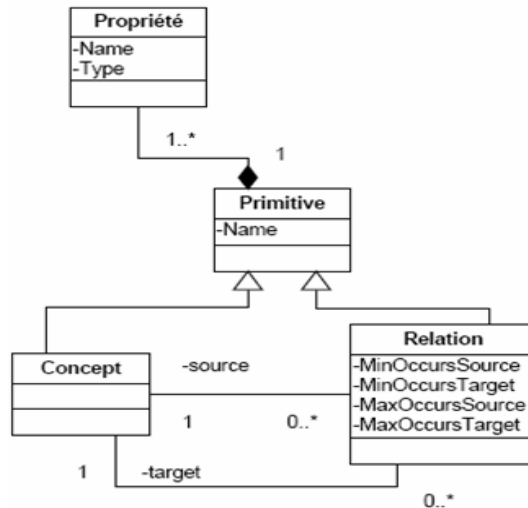 Propriété
-Name
-Type
1..*
1
Primitive
-Name
Concept
Relation
-MinOccursSource
-MinOccursTarget
-MaxOccursSource
-MaxOccursTarget
-source
1
0..*
1
-target
0..*